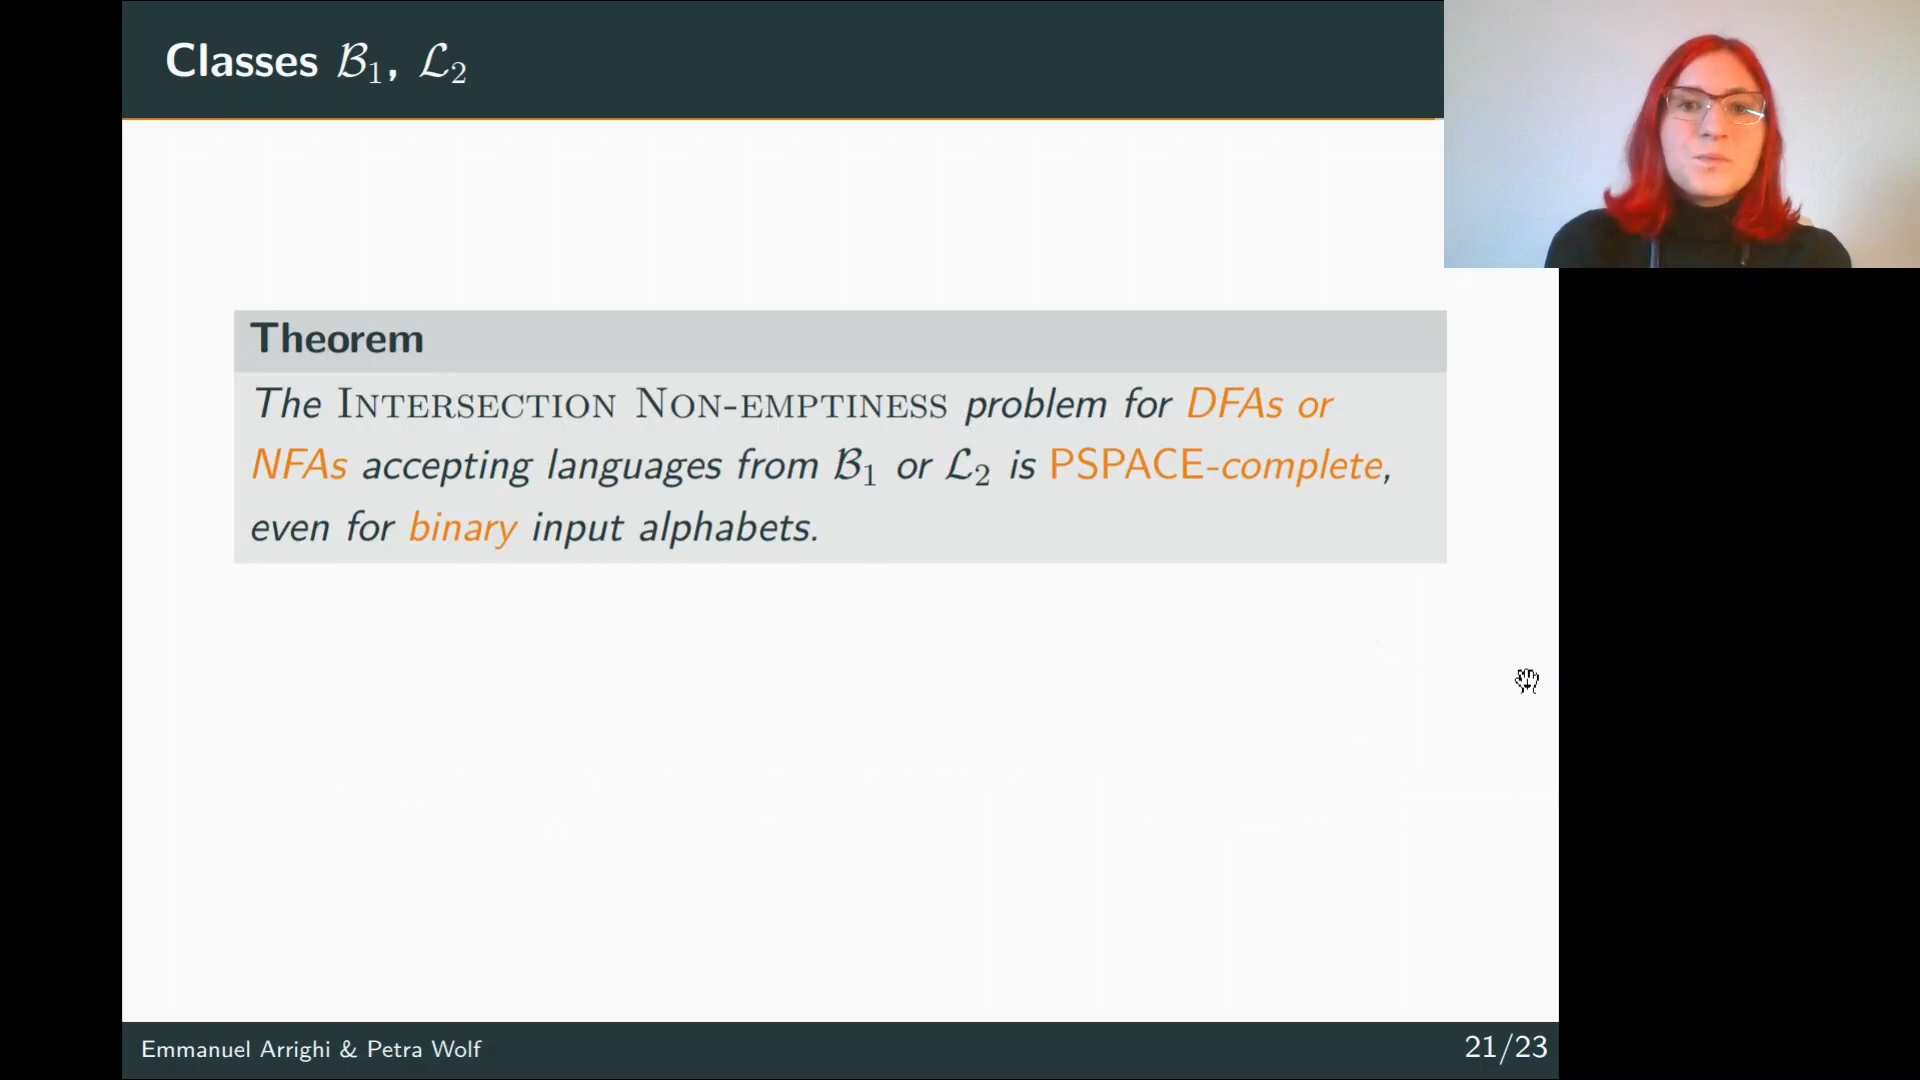 Classes 𝓑₁, 𝓛₂
Theorem
The Intersection Non-emptiness problem for DFAs or
NFAs accepting languages from 𝓑₁ or 𝓛₂ is PSPACE-complete,
even for binary input alphabets.
Emmanuel Arrighi & Petra Wolf
21/23